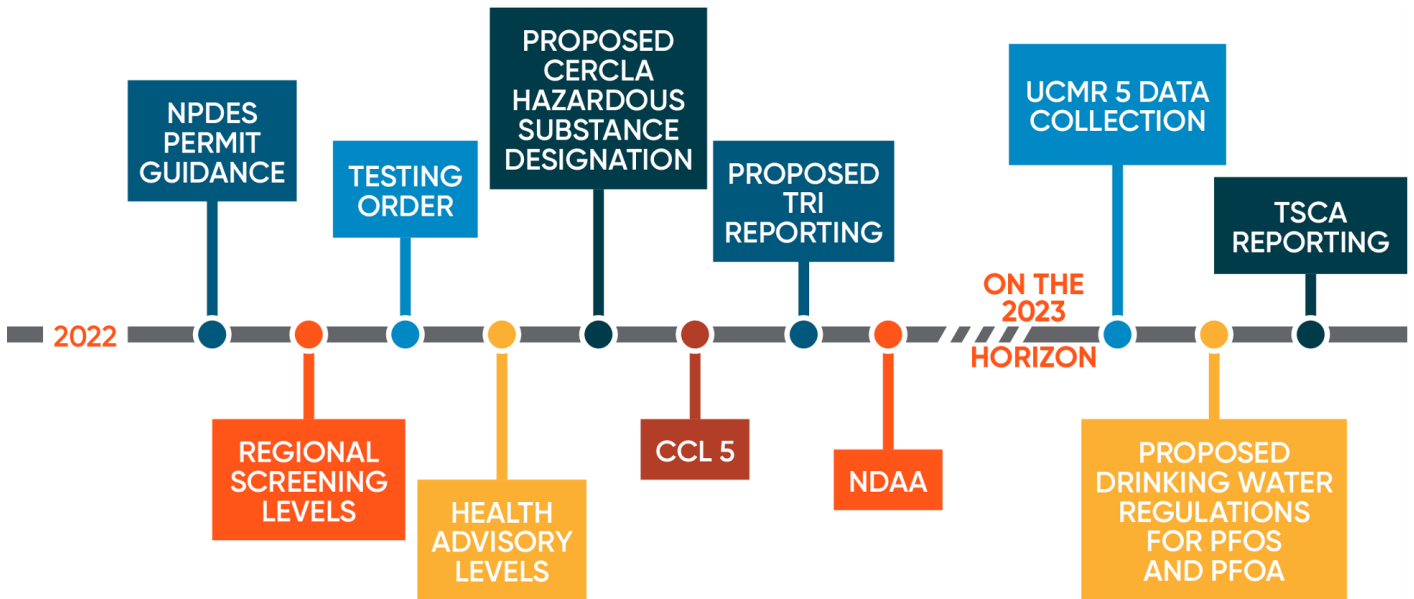 2022
NPDES
PERMIT
GUIDANCE
REGIONAL
SCREENING
LEVELS
TESTING
ORDER
HEALTH
ADVISORY
LEVELS
PROPOSED
CERCLA
HAZARDOUS
SUBSTANCE
DESIGNATION
CCL 5
PROPOSED
TRI
REPORTING
NDAA
ON THE
2023
HORIZON
UCMR 5 DATA
COLLECTION
PROPOSED
DRINKING WATER
REGULATIONS
FOR PFOS
AND PFOA
TSCA
REPORTING